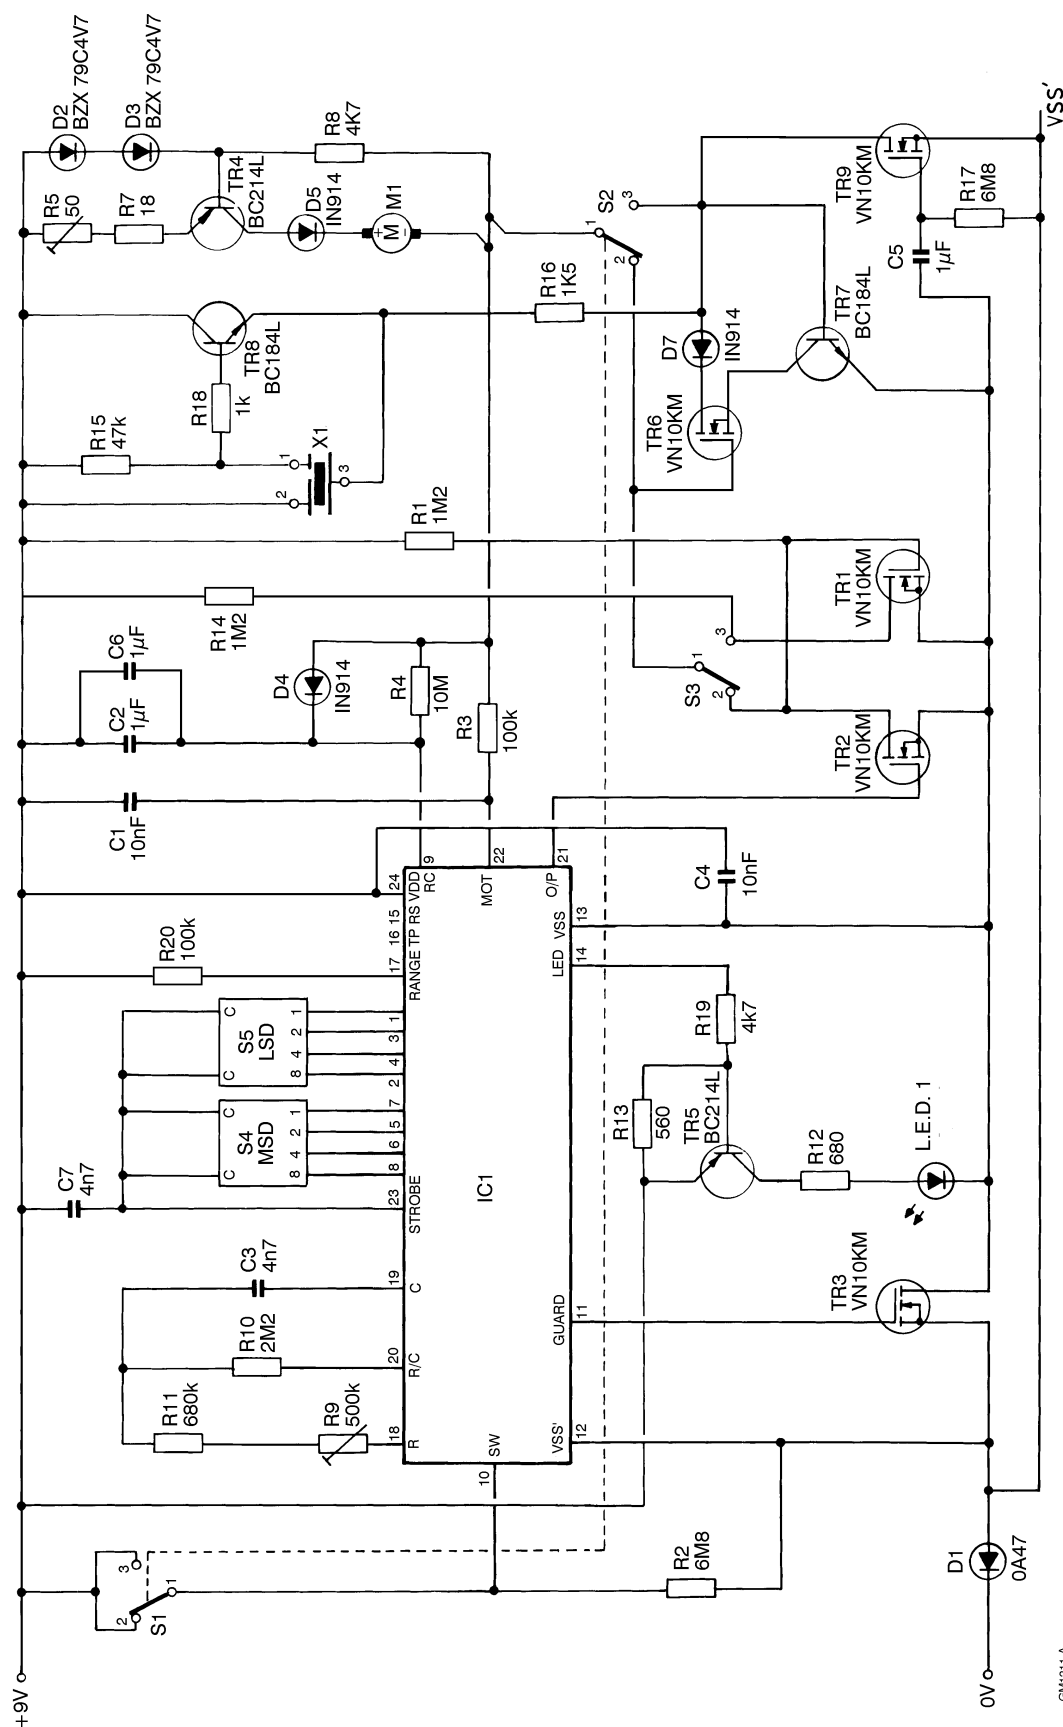 +9V
0V
VSS'
S1
1
2
3
D1
0A47
R2
6M8
R11
680k
R9
500k
R10
2M2
C3
4n7
C7
4n7
S4
MSD
C
C
8
4
2
1
S5
LSD
C
C
8
4
2
1
R20
100k
C1
10nF
C2
1µF
C6
1µF
D4
IN914
R4
10M
R3
100k
R14
1M2
R1
1M2
R15
47k
R18
1k
X1
1
2
3
TR8
BC184L
R5
50
R7
18
D2
BZX 79C4V7
D3
BZX 79C4V7
TR4
BC214L
R8
4K7
D5
IN914
M1
M
+
-
IC1
18
R
20
R/C
19
C
23
STROBE
8
6
5
7
2
4
3
1
17
RANGE
16
TP
15
RS
24
VDD
9
RC
22
MOT
21
O/P
13
VSS
14
LED
11
GUARD
12
VSS'
10
SW
R13
560
TR5
BC214L
R19
4k7
R12
680
L.E.D. 1
TR3
VN10KM
C4
10nF
S3
1
2
3
TR2
VN10KM
TR1
VN10KM
S2
1
2
3
R16
1K5
D7
IN914
TR6
VN10KM
TR7
BC184L
C5
1µF
TR9
VN10KM
R17
6M8